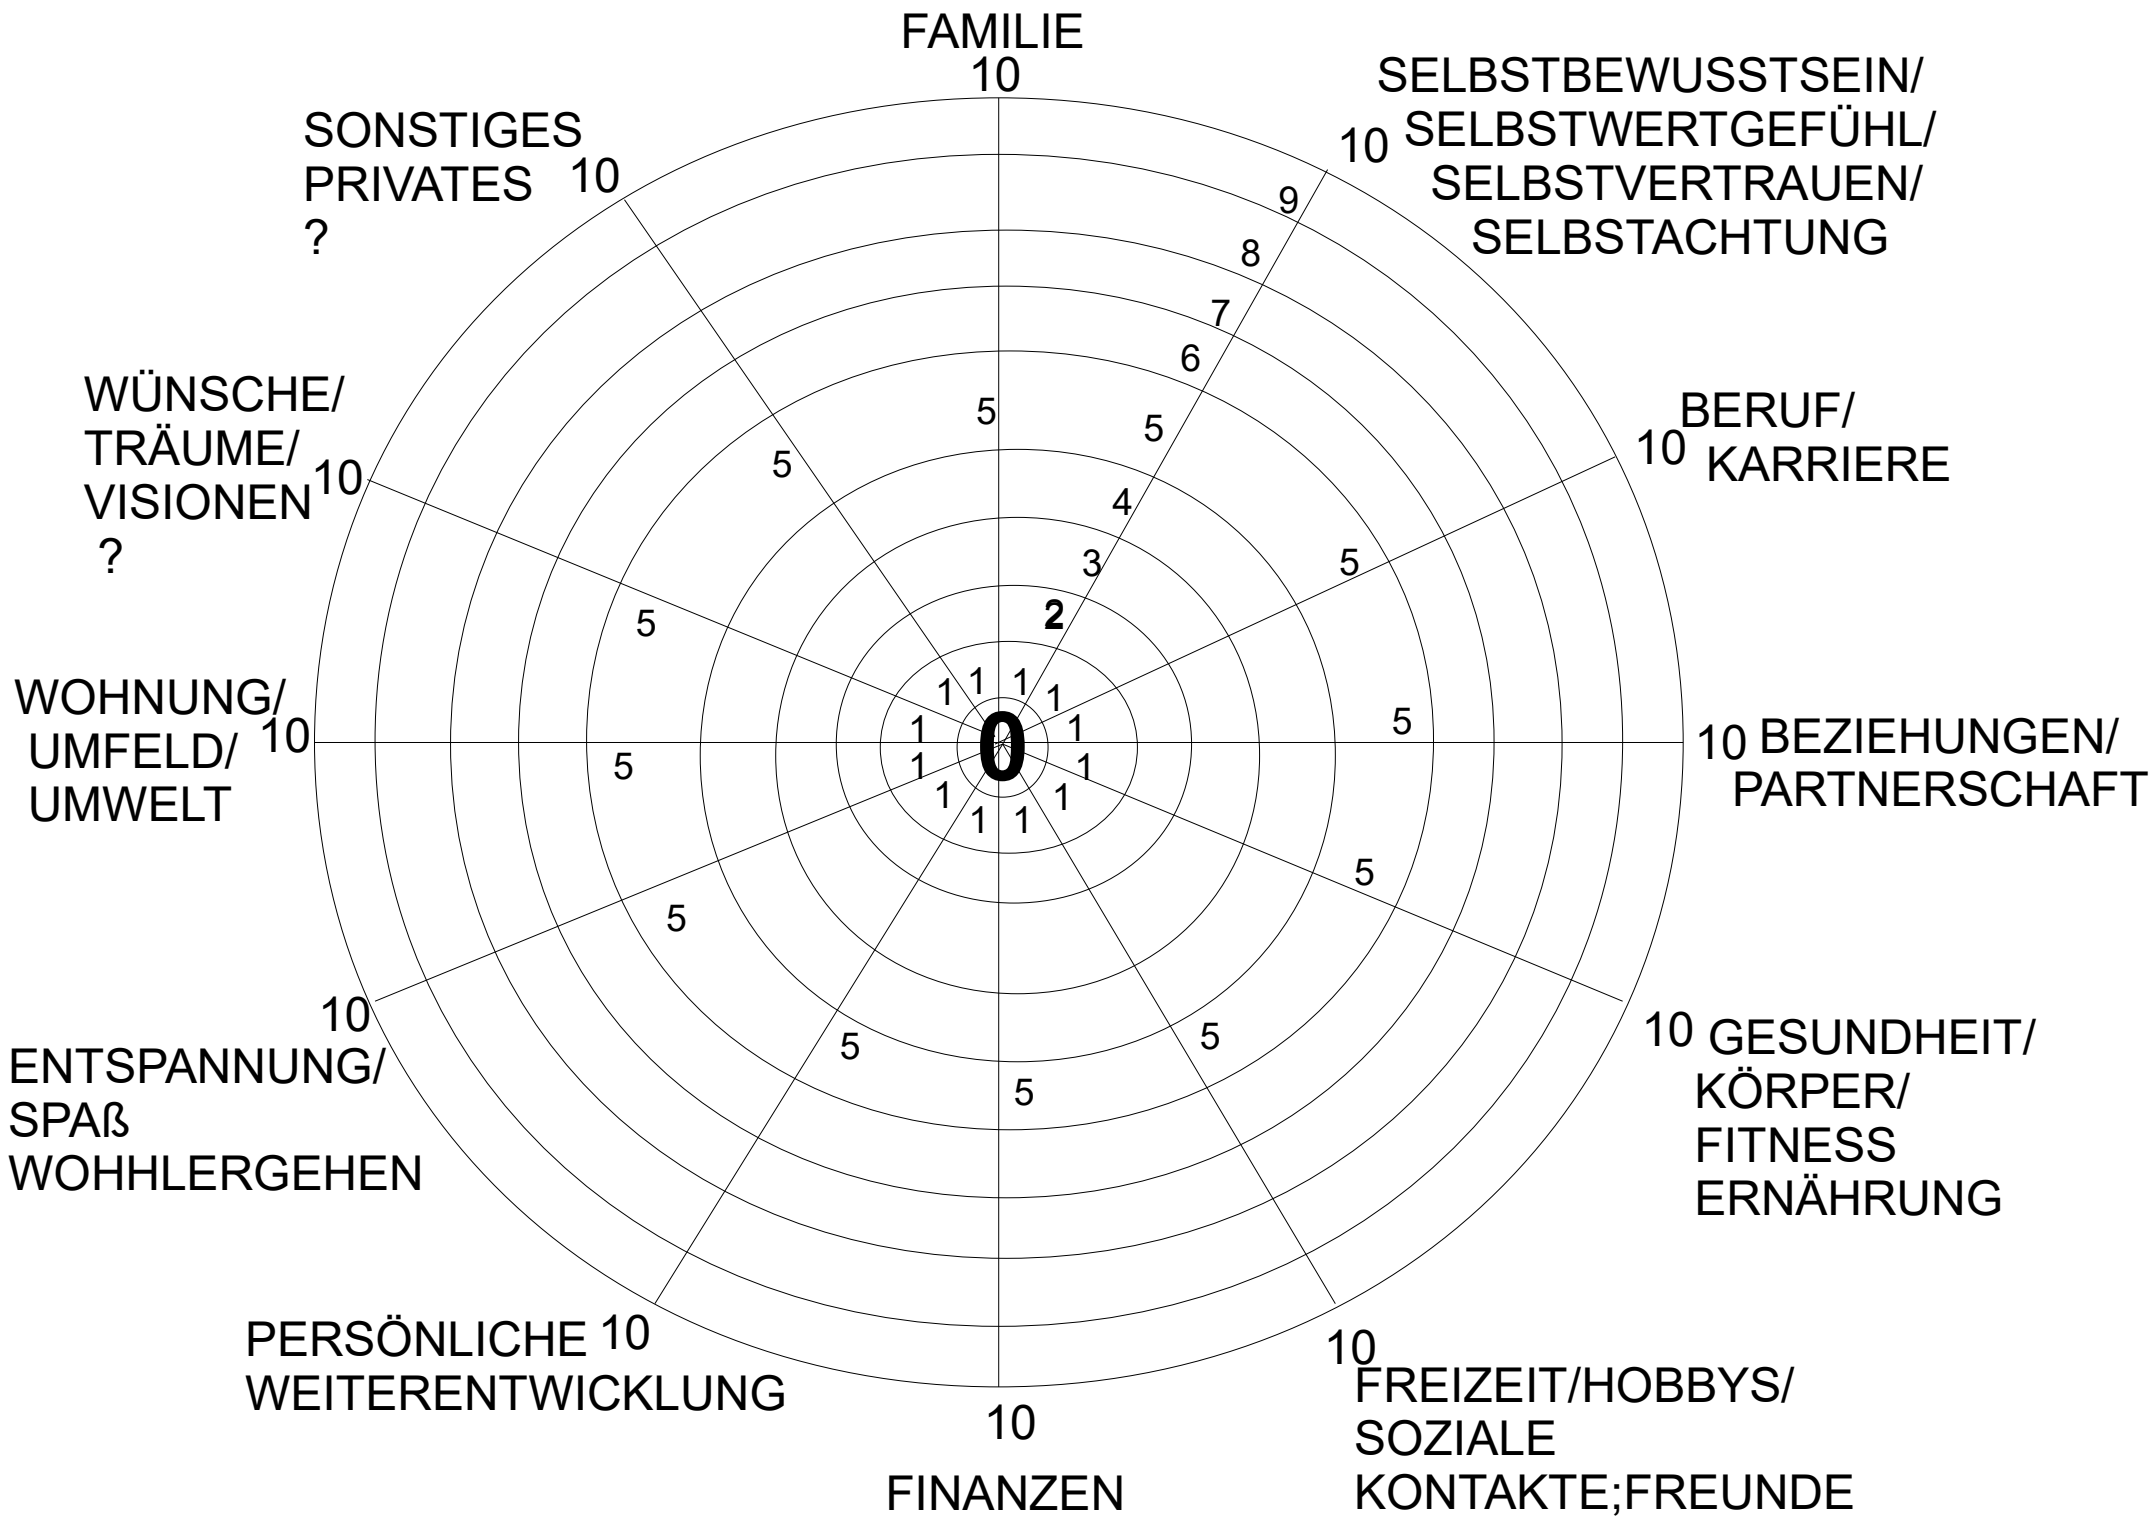 FAMILIE
10
SELBSTBEWUSSTSEIN/
SELBSTWERTGEFÜHL/
SELBSTVERTRAUEN/
SELBSTACHTUNG
10
9
8
7
6
5
4
3
2
1
BERUF/
KARRIERE
10
5
1
BEZIEHUNGEN/
PARTNERSCHAFT
10
5
1
GESUNDHEIT/
KÖRPER/
FITNESS
ERNÄHRUNG
10
5
1
FREIZEIT/HOBBYS/
SOZIALE
KONTAKTE;FREUNDE
10
5
1
FINANZEN
10
5
1
PERSÖNLICHE
WEITERENTWICKLUNG
10
5
1
ENTSPANNUNG/
SPAß
WOHHLERGEHEN
10
5
1
WOHNUNG/
UMFELD/
UMWELT
10
5
1
WÜNSCHE/
TRÄUME/
VISIONEN
?
10
5
1
SONSTIGES
PRIVATES
?
10
5
1
5
1
0